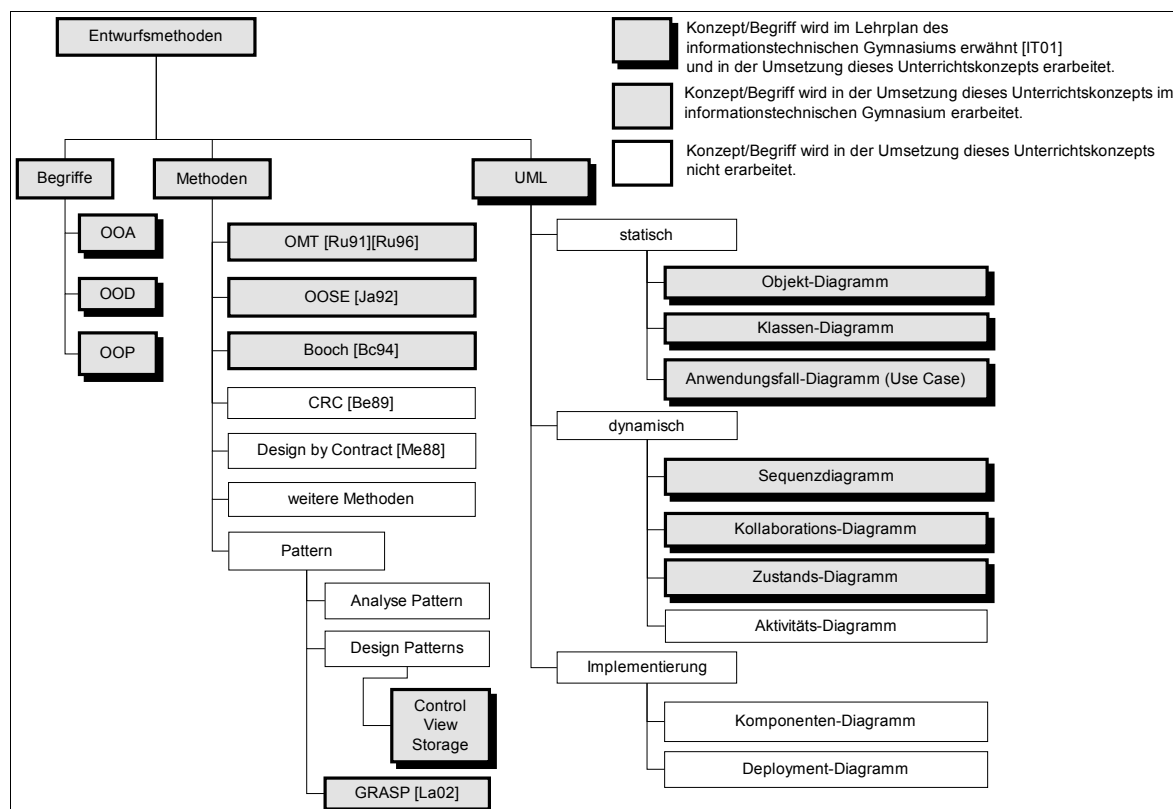 Entwurfsmethoden
Konzept/Begriff wird im Lehrplan des
informationstechnischen Gymnasiums erwähnt [IT01]
und in der Umsetzung dieses Unterrichtskonzepts erarbeitet.
Konzept/Begriff wird in der Umsetzung dieses Unterrichtskonzepts im
informationstechnischen Gymnasium erarbeitet.
Konzept/Begriff wird in der Umsetzung dieses Unterrichtskonzepts
nicht erarbeitet.
Begriffe
OOA
OOD
OOP
Methoden
OMT [Ru91][Ru96]
OOSE [Ja92]
Booch [Bc94]
CRC [Be89]
Design by Contract [Me88]
weitere Methoden
Pattern
Analyse Pattern
Design Patterns
Control
View
Storage
GRASP [La02]
UML
statisch
Objekt-Diagramm
Klassen-Diagramm
Anwendungsfall-Diagramm (Use Case)
dynamisch
Sequenzdiagramm
Kollaborations-Diagramm
Zustands-Diagramm
Aktivitäts-Diagramm
Implementierung
Komponenten-Diagramm
Deployment-Diagramm